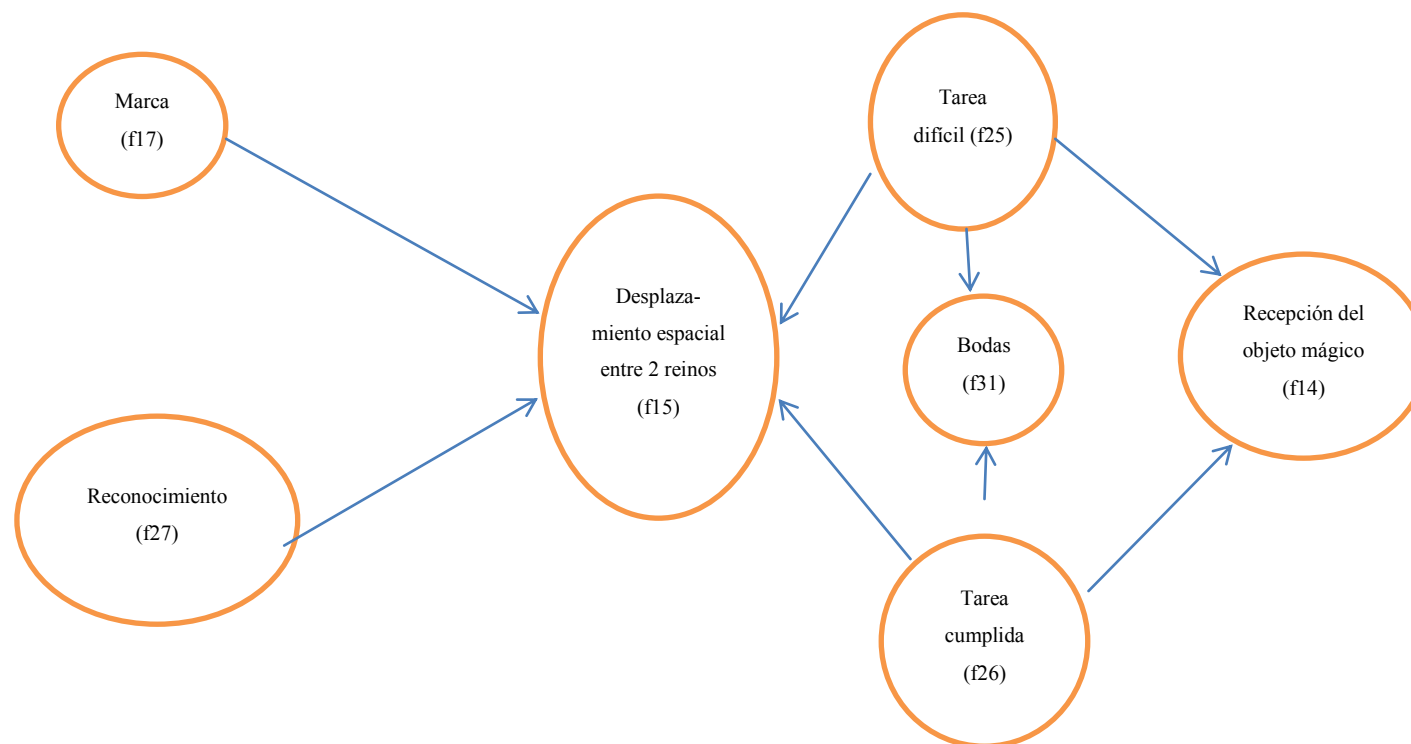 Marca
(f17)
Tarea
difícil (f25)
Desplaza-
miento espacial
entre 2 reinos
(f15)
Bodas
(f31)
Recepción del
objeto mágico
(f14)
Reconocimiento
(f27)
Tarea
cumplida
(f26)